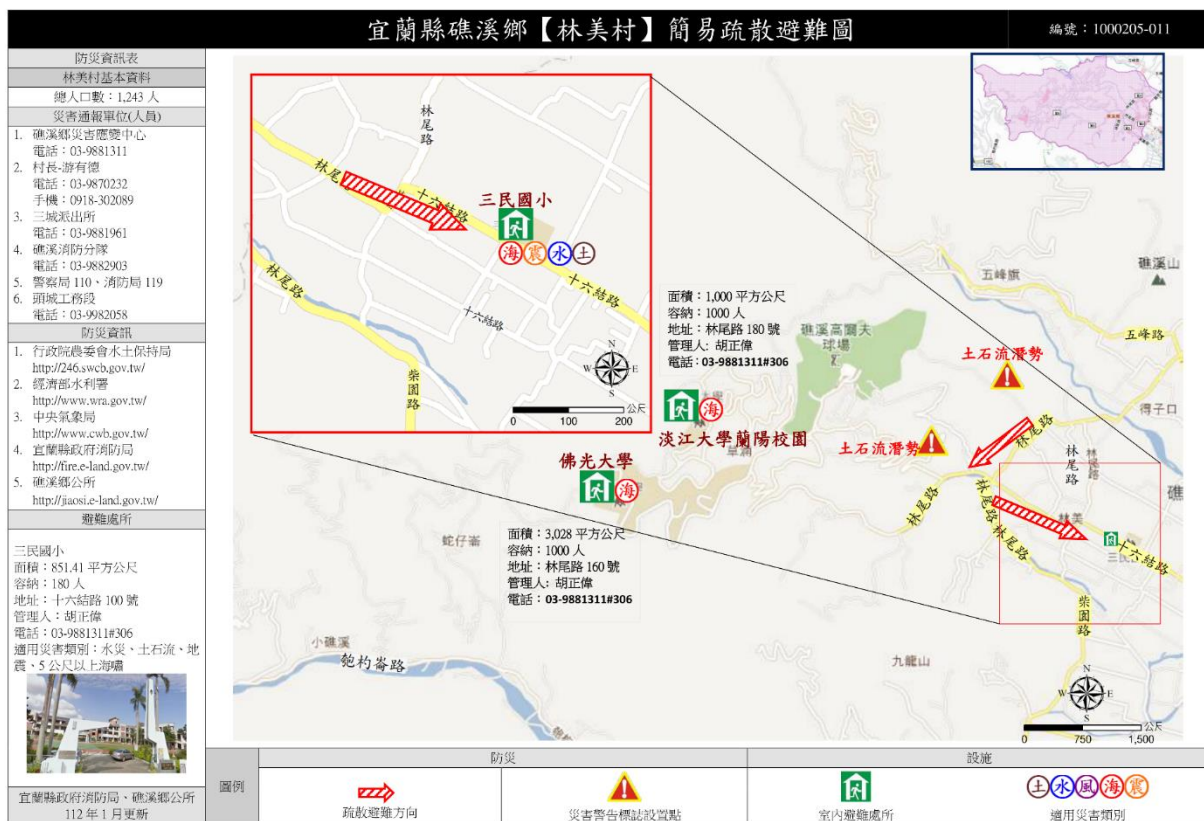 宜蘭縣礁溪鄉【林美村】簡易疏散避難圖
編號：1000205-011
防災資訊表
林美村基本資料
總人口數：1,243 人
災害通報單位(人員)
1. 礁溪鄉災害應變中心
電話：03-9881311
2. 村長-游有德
電話：03-9870232
手機：0918-302089
3. 三城派出所
電話：03-9881961
4. 礁溪消防分隊
電話：03-9882903
5. 警察局 110、消防局 119
6. 頭城工務段
電話：03-9982058
防災資訊
1. 行政院農委會水土保持局
http://246.swcb.gov.tw/
2. 經濟部水利署
http://www.wra.gov.tw/
3. 中央氣象局
http://www.cwb.gov.tw/
4. 宜蘭縣政府消防局
http://fire.e-land.gov.tw/
5. 礁溪鄉公所
http://jiaosi.e-land.gov.tw/
避難處所
三民國小
面積：851.41 平方公尺
容納：180 人
地址：十六結路 100 號
管理人：胡正偉
電話：03-9881311#306
適用災害類別：水災、土石流、地
震、5 公尺以上海嘯
宜蘭縣政府消防局、礁溪鄉公所
112 年 1 月更新
林尾路
林尾路
十六結路
三民國小
海 震 水 土
林尾路
十六結路
十六結路
柴圍路
N
W E
S
公尺
0 100 200
面積：1,000 平方公尺
容納：1000 人
地址：林尾路 180 號
管理人: 胡正偉
電話：03-9881311#306
礁溪高爾夫
球場
五峰旗
礁溪山
五峰路
土石流潛勢
得子口
海
淡江大學蘭陽校園
土石流潛勢
林尾路
林尾路
佛光大學
海
林尾路
林尾路
林尾路
林美
十六結路
礁
面積：3,028 平方公尺
容納：1000 人
地址：林尾路 160 號
管理人: 胡正偉
電話：03-9881311#306
蛇仔崙
柴圍路
小礁溪
匏杓崙路
九龍山
N
W E
S
公尺
0 750 1,500
圖例
防災
設施
土 水 風 海 震
疏散避難方向
災害警告標誌設置點
室內避難處所
適用災害類別